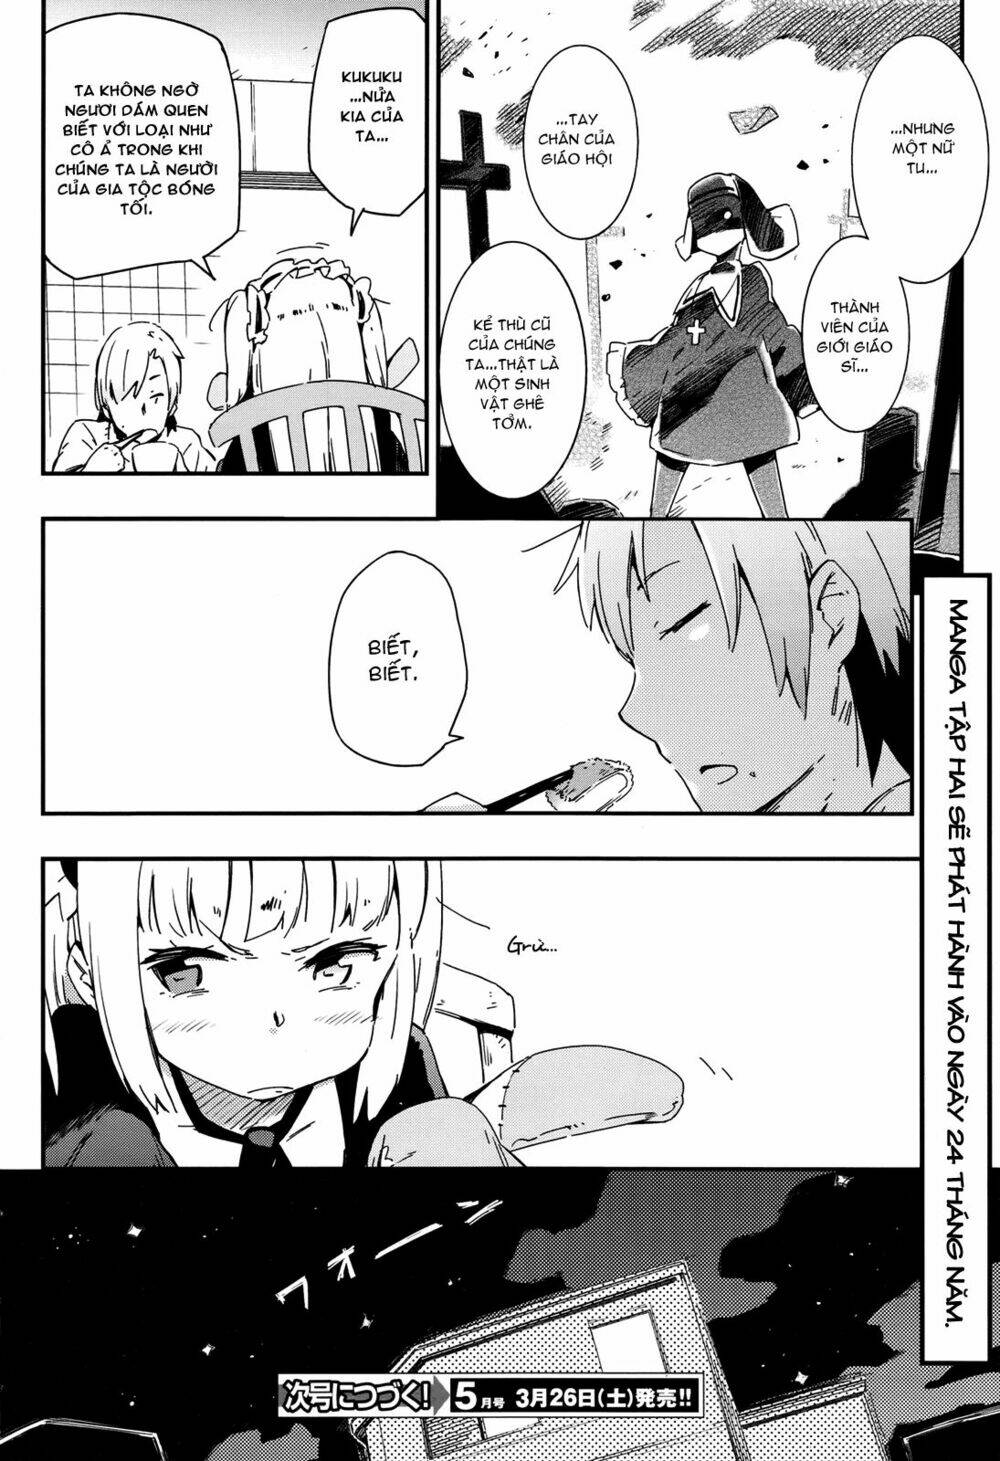 ...NHƯNG
MỘT NỮ
TU...
THÀNH
VIÊN CỦA
GIỚI GIÁO
SĨ...
...TAY
CHÂN CỦA
GIÁO HỘI
KẺ THÙ CŨ
CỦA CHÚNG
TA...THẬT LÀ
MỘT SINH
VẬT GHÊ
TỞM.
KUKUKU
...NỬA
KIA CỦA
TA...
TA KHÔNG NGỜ
NGƯƠI DÁM QUEN
BIẾT VỚI LOẠI NHƯ
CÔ Ả TRONG KHI
CHÚNG TA LÀ NGƯỜI
CỦA GIA TỘC BÓNG
TỐI.
BIẾT,
BIẾT.
Grừ...
MANGA TẬP HAI SẼ PHÁT HÀNH VÀO NGÀY 24 THÁNG NĂM.
ワオーーン
次号につづく! 5月号 3月26日(土)発売!!